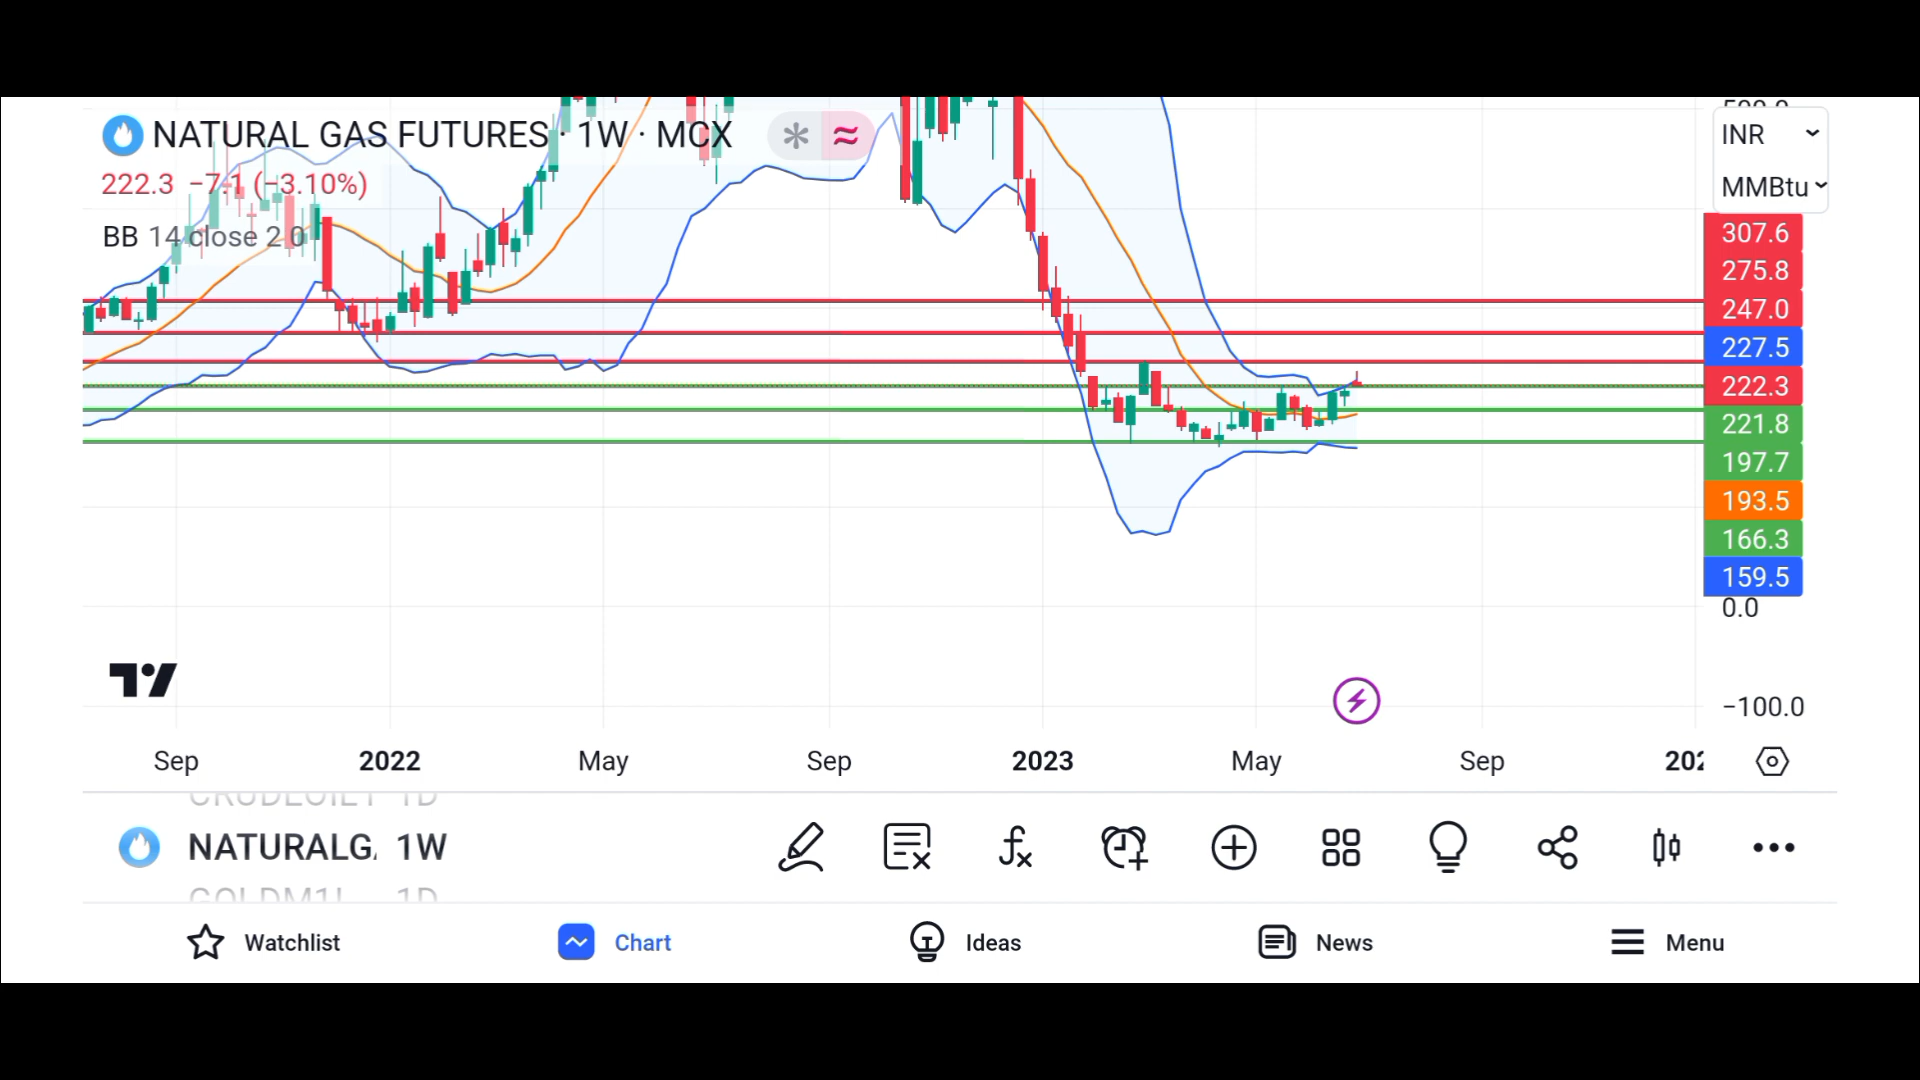 NATURAL GAS FUTURES · 1W · MCX
222.3 −7.1 (−3.10%)
BB 14 close 2 0
INR
MMBtu
307.6
275.8
247.0
227.5
222.3
221.8
197.7
193.5
166.3
159.5
0.0
−100.0
Sep 2022 May Sep 2023 May Sep
1D
NATURALG 1W
1D
Watchlist Chart Ideas News Menu